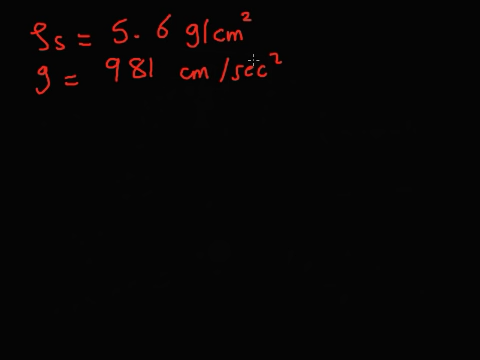 ρs = 5.6 g/cm²
g = 981 cm/sec²